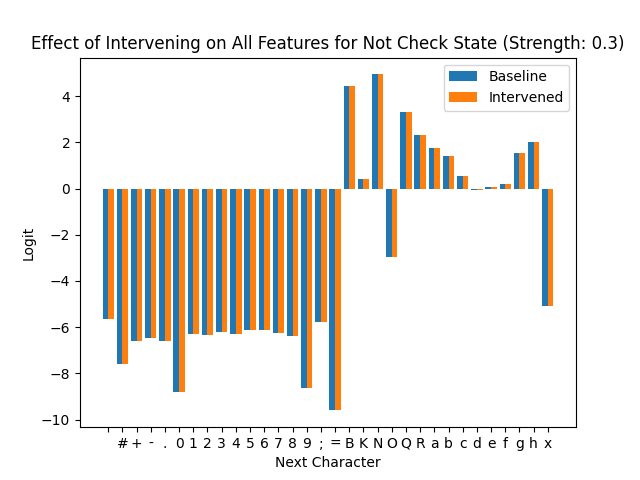 Effect of Intervening on All Features for Not Check State (Strength: 0.3)
Baseline
Intervened
4
2
0
−2
−4
−6
−8
−10
Logit
# + - . 0 1 2 3 4 5 6 7 8 9 ; = B K N O Q R a b c d e f g h x
Next Character